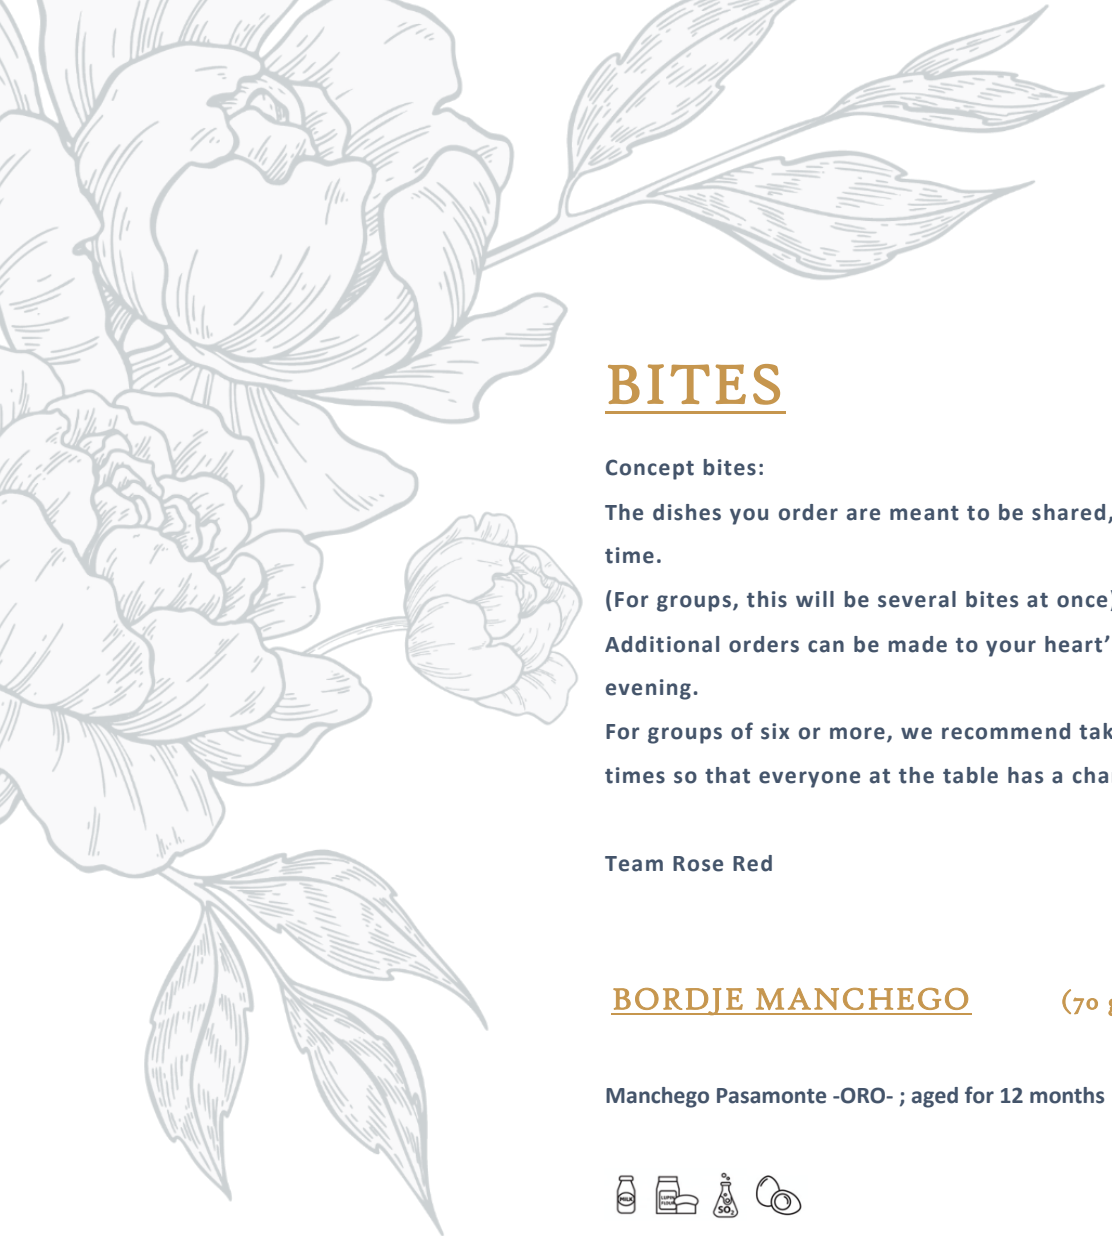 BITES
Concept bites:
The dishes you order are meant to be shared,
time.
(For groups, this will be several bites at once)
Additional orders can be made to your heart’
evening.
For groups of six or more, we recommend tak
times so that everyone at the table has a cha
Team Rose Red
BORDJE MANCHEGO (70 g
Manchego Pasamonte -ORO- ; aged for 12 months
MILK LUPIN FLOUR SO₂